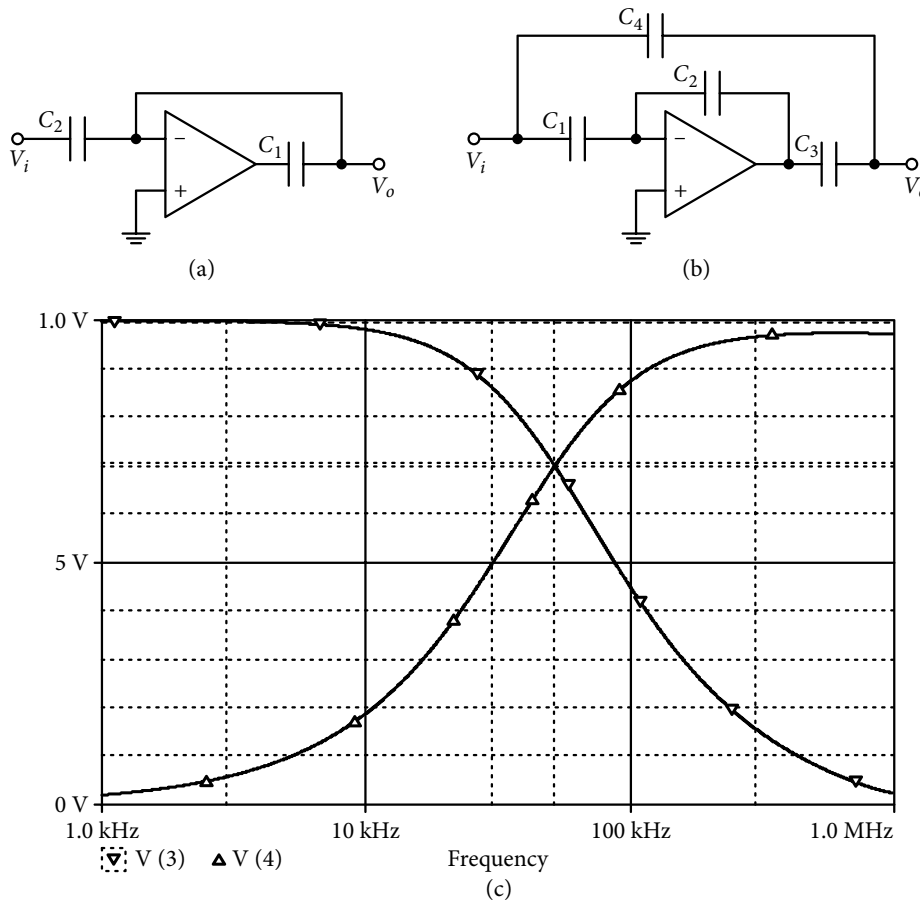 C₂
Vᵢ
−
+
C₁
Vₒ
(a)
C₄
C₂
C₁
Vᵢ
−
+
C₃
(b)
1.0 V
5 V
0 V
1.0 kHz
10 kHz
100 kHz
1.0 MHz
V (3)
V (4)
Frequency
(c)